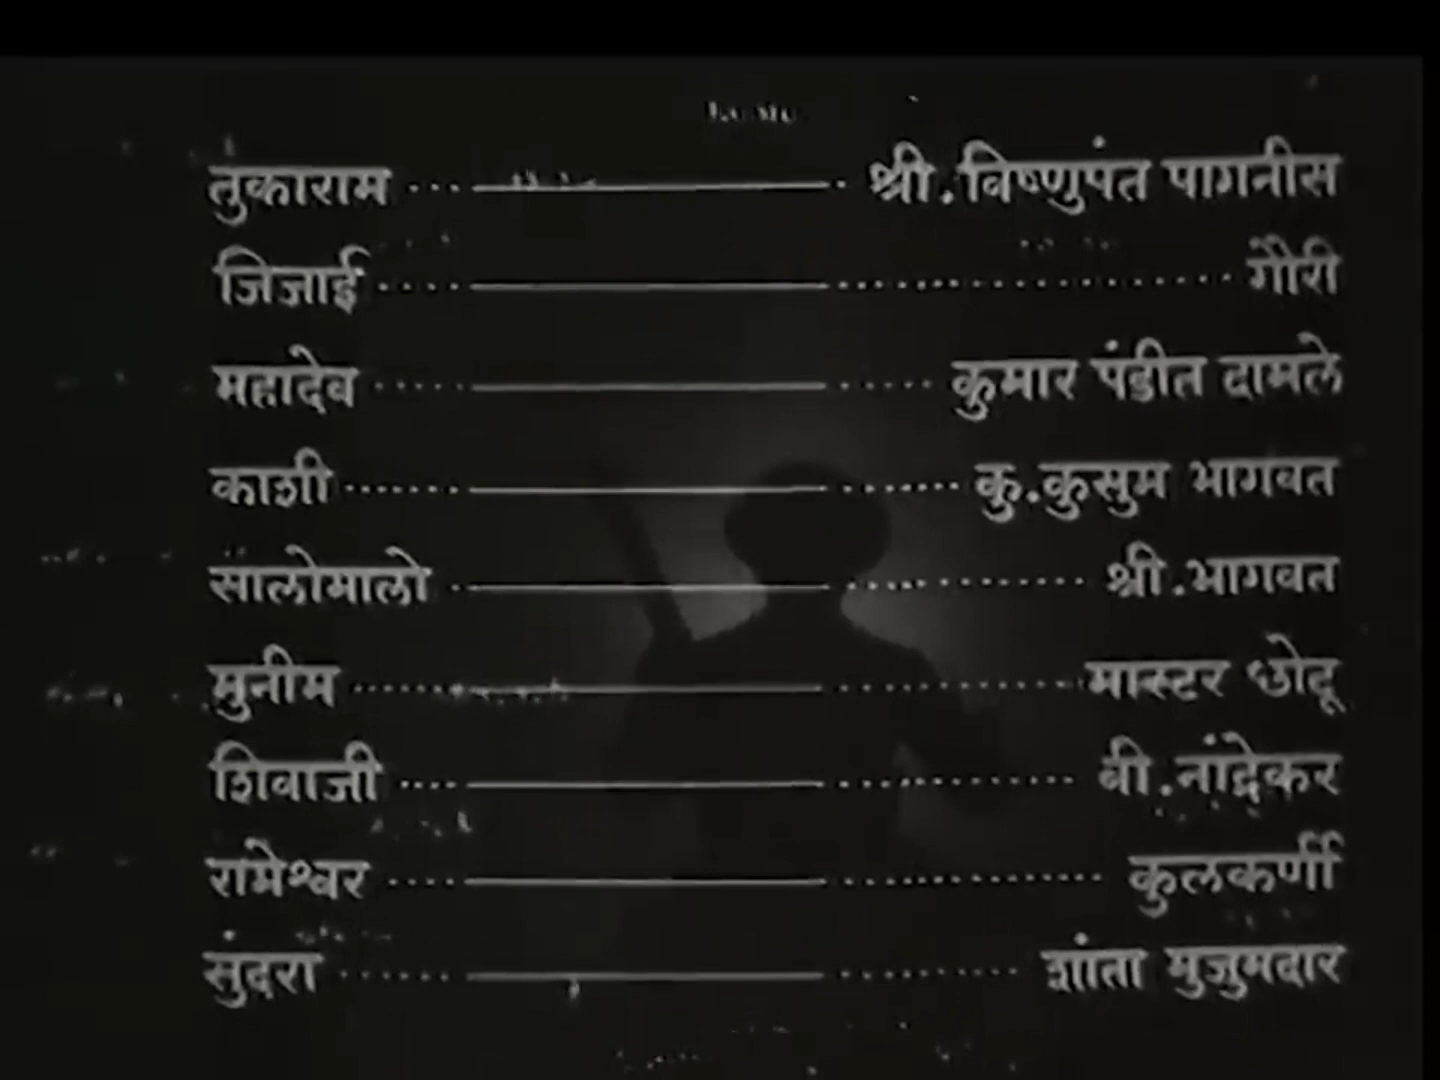 तुकाराम ... ——— . श्री. विष्णुपंत पागनीस
जिजाई .... ——— .................... गौरी
महादेव ..... ——— ...... कुमार पंडीत दामले
काशी ...... ——— ....... कु. कुसुम भागवत
सालोमालो .. ——— ............. श्री. भागवत
मुनीम ...... ——— ............. मास्टर छोटू
शिवाजी .... ——— ............. बी. नांद्रेकर
रामेश्वर .... ——— .............. कुलकर्णी
सुंदरा ...... ——— .......... शांता मुजुमदार